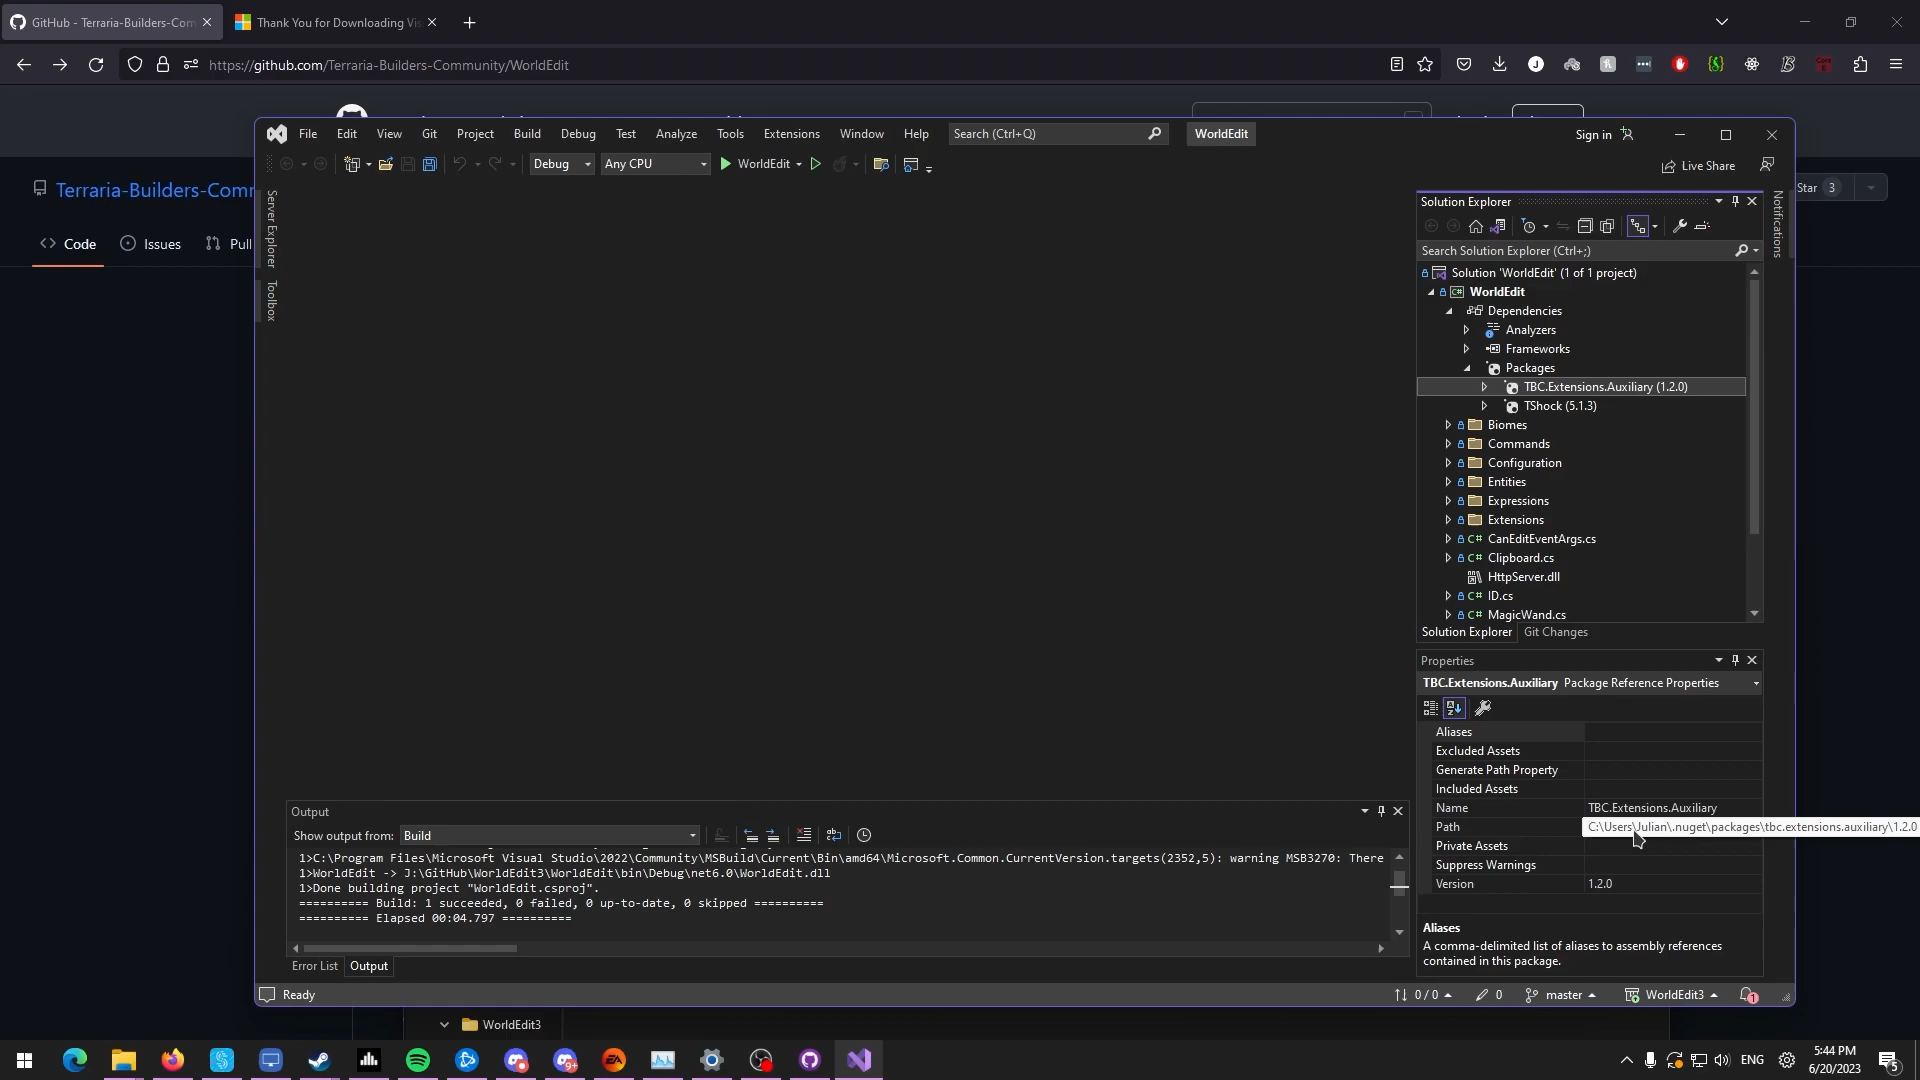 GitHub - Terraria-Builders-Com
Thank You for Downloading Vis
https://github.com/Terraria-Builders-Community/WorldEdit
File Edit View Git Project Build Debug Test Analyze Tools Extensions Window Help Search (Ctrl+Q) WorldEdit Sign in
Debug Any CPU WorldEdit Live Share
Terraria-Builders-Comm
Star 3
Code Issues Pull
Server Explorer
Toolbox
Notifications
Solution Explorer
Search Solution Explorer (Ctrl+;)
Solution 'WorldEdit' (1 of 1 project)
WorldEdit
Dependencies
Analyzers
Frameworks
Packages
TBC.Extensions.Auxiliary (1.2.0)
TShock (5.1.3)
Biomes
Commands
Configuration
Entities
Expressions
Extensions
C# CanEditEventArgs.cs
C# Clipboard.cs
HttpServer.dll
C# ID.cs
C# MagicWand.cs
Solution Explorer Git Changes
Properties
TBC.Extensions.Auxiliary Package Reference Properties
Aliases
Excluded Assets
Generate Path Property
Included Assets
Name TBC.Extensions.Auxiliary
Path C:\Users\Julian\.nuget\packages\tbc.extensions.auxiliary\1.2.0
Private Assets
Suppress Warnings
Version 1.2.0
Aliases
A comma-delimited list of aliases to assembly references
contained in this package.
Output
Show output from: Build
1>C:\Program Files\Microsoft Visual Studio\2022\Community\MSBuild\Current\Bin\amd64\Microsoft.Common.CurrentVersion.targets(2352,5): warning MSB3270: There
1>WorldEdit -> J:\GitHub\WorldEdit3\WorldEdit\bin\Debug\net6.0\WorldEdit.dll
1>Done building project "WorldEdit.csproj".
========== Build: 1 succeeded, 0 failed, 0 up-to-date, 0 skipped ==========
========== Elapsed 00:04.797 ==========
Error List Output
Ready 0 / 0 0 master WorldEdit3 1
WorldEdit3
9+ EA ENG 5:44 PM
6/20/2023
5